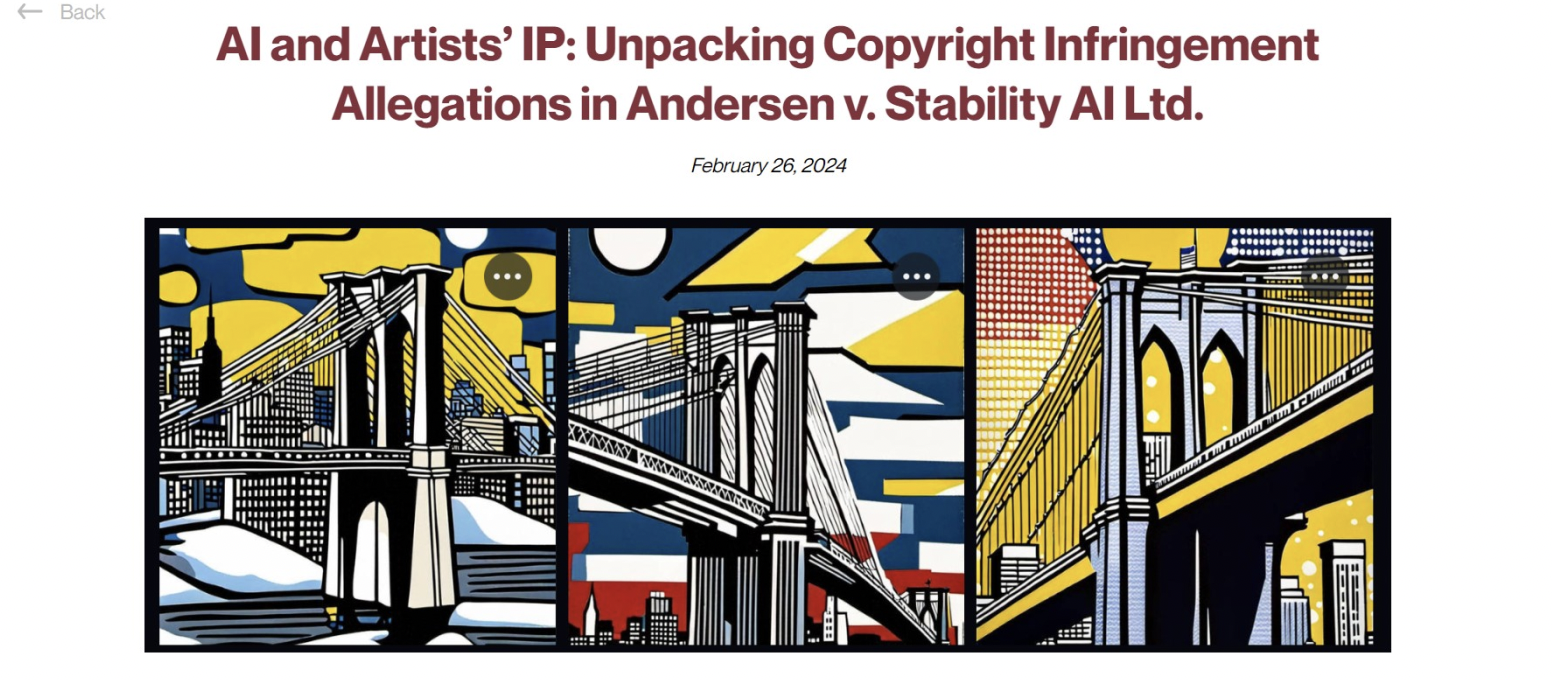 ← Back
AI and Artists’ IP: Unpacking Copyright Infringement
Allegations in Andersen v. Stability AI Ltd.
February 26, 2024